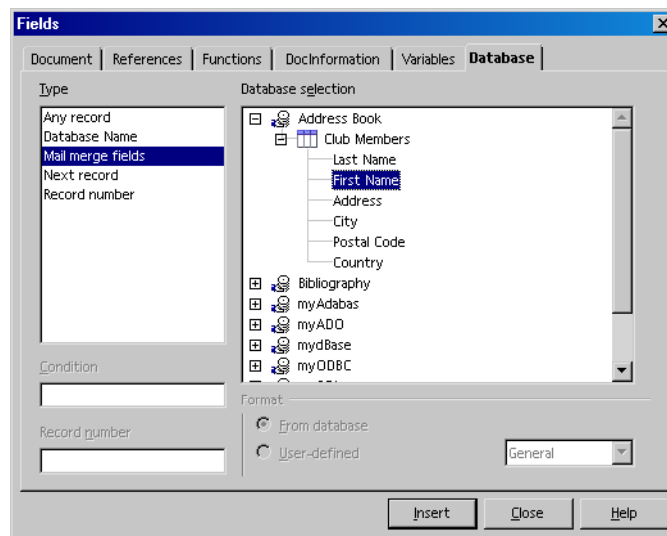 Fields
Document References Functions DocInformation Variables Database
Type
Any record
Database Name
Mail merge fields
Next record
Record number
Condition
Record number
Database selection
Address Book
Club Members
Last Name
First Name
Address
City
Postal Code
Country
Bibliography
myAdabas
myADO
mydBase
myODBC
Format
From database
User-defined
General
Insert Close Help